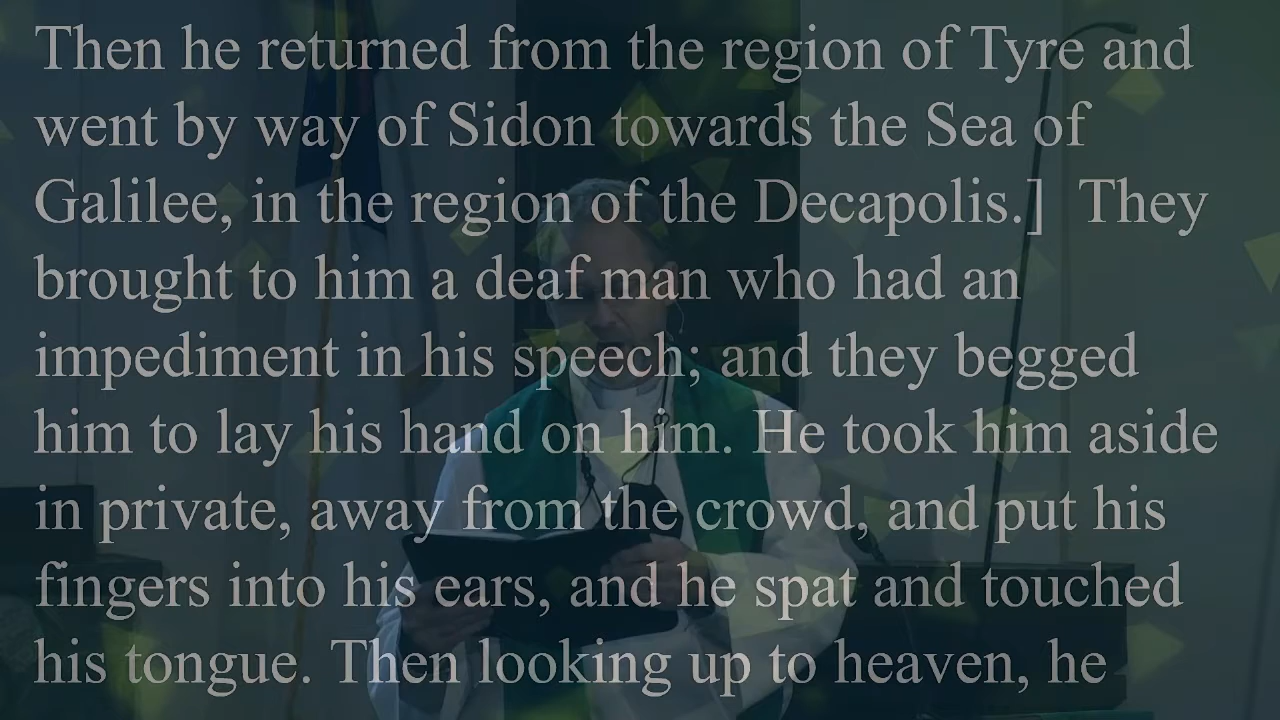 Then he returned from the region of Tyre and
went by way of Sidon towards the Sea of
Galilee, in the region of the Decapolis.]  They
brought to him a deaf man who had an
impediment in his speech; and they begged
him to lay his hand on him. He took him aside
in private, away from the crowd, and put his
fingers into his ears, and he spat and touched
his tongue. Then looking up to heaven, he